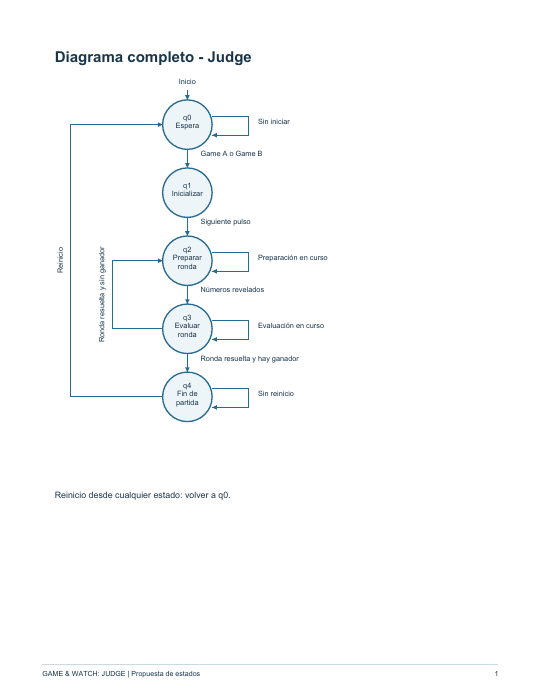 Diagrama completo - Judge
Inicio
q0
Espera
Sin iniciar
Game A o Game B
q1
Inicializar
Siguiente pulso
q2
Preparar
ronda
Preparación en curso
Números revelados
q3
Evaluar
ronda
Evaluación en curso
Ronda resuelta y sin ganador
Reinicio
Ronda resuelta y hay ganador
q4
Fin de
partida
Sin reinicio
Reinicio desde cualquier estado: volver a q0.
GAME & WATCH: JUDGE | Propuesta de estados
1